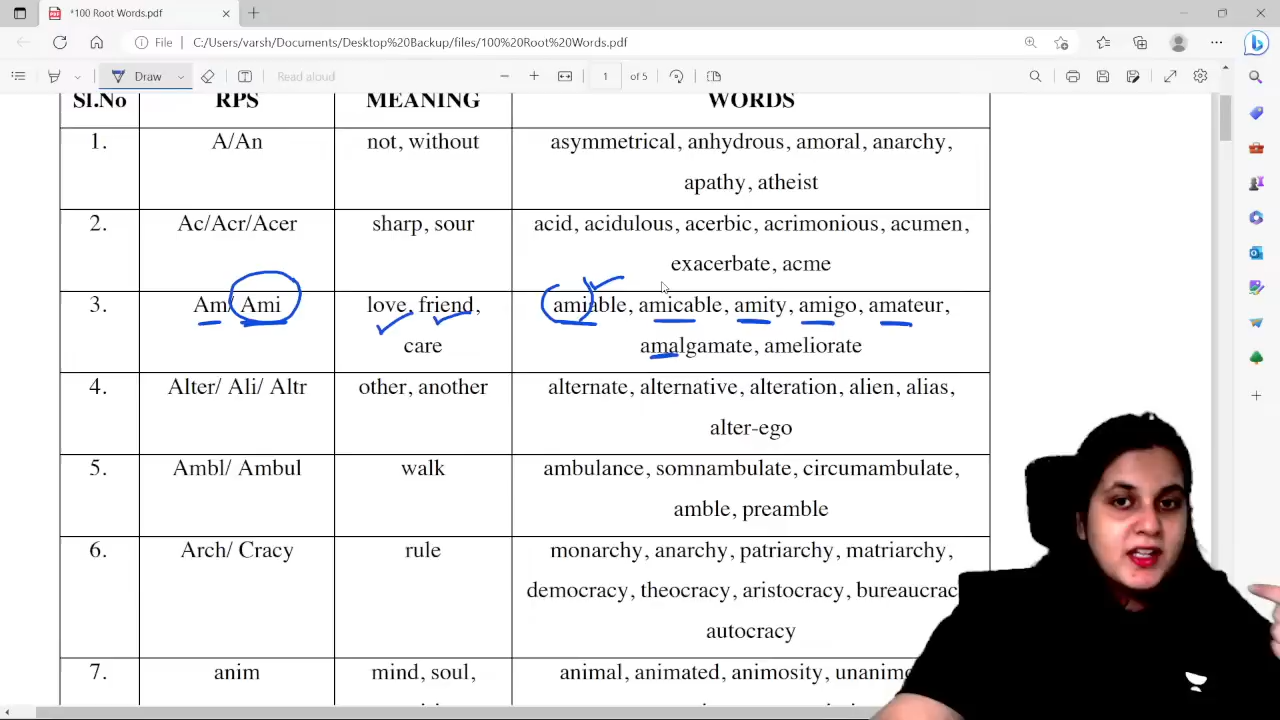 *100 Root Words.pdf
File C:/Users/varsh/Documents/Desktop%20Backup/files/100%20Root%20Words.pdf
Draw Read aloud 1 of 5
Sl.No RPS MEANING WORDS
1. A/An not, without asymmetrical, anhydrous, amoral, anarchy,
apathy, atheist
2. Ac/Acr/Acer sharp, sour acid, acidulous, acerbic, acrimonious, acumen,
exacerbate, acme
3. Am/ Ami love, friend, amiable, amicable, amity, amigo, amateur,
care amalgamate, ameliorate
4. Alter/ Ali/ Altr other, another alternate, alternative, alteration, alien, alias,
alter-ego
5. Ambl/ Ambul walk ambulance, somnambulate, circumambulate,
amble, preamble
6. Arch/ Cracy rule monarchy, anarchy, patriarchy, matriarchy,
democracy, theocracy, aristocracy, bureaucrac
autocracy
7. anim mind, soul, animal, animated, animosity, unanimo